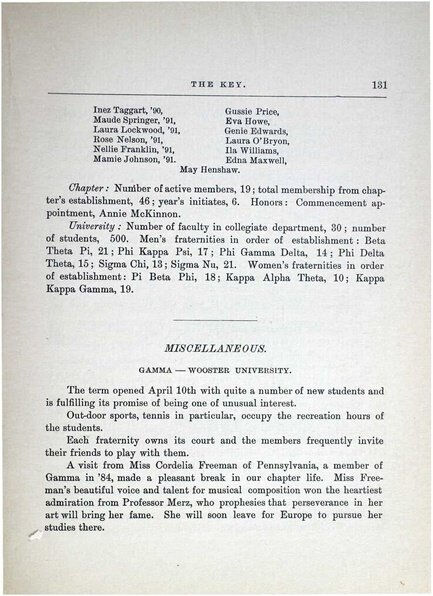 THE KEY. 131
Inez Taggart, '90, Gussie Price,
Maude Springer, '91, Eva Howe,
Laura Lockwood, '91, Genie Edwards,
Rose Nelson, '91, Laura O'Bryon,
Nellie Franklin, '91, Ila Williams,
Mamie Johnson, '91. Edna Maxwell,
May Henshaw.
Chapter: Number of active members, 19; total membership from chap-
ter's establishment, 46; year's initiates, 6. Honors: Commencement ap-
pointment, Annie McKinnon.
University: Number of faculty in collegiate department, 30; number
of students, 500. Men's fraternities in order of establishment: Beta
Theta Pi, 21; Phi Kappa Psi, 17; Phi Gamma Delta, 14; Phi Delta
Theta, 15; Sigma Chi, 13; Sigma Nu, 21. Women's fraternities in order
of establishment: Pi Beta Phi, 18; Kappa Alpha Theta, 10; Kappa
Kappa Gamma, 19.
MISCELLANEOUS.
GAMMA — WOOSTER UNIVERSITY.
The term opened April 10th with quite a number of new students and
is fulfilling its promise of being one of unusual interest.
Out-door sports, tennis in particular, occupy the recreation hours of
the students.
Each fraternity owns its court and the members frequently invite
their friends to play with them.
A visit from Miss Cordelia Freeman of Pennsylvania, a member of
Gamma in '84, made a pleasant break in our chapter life. Miss Free-
man's beautiful voice and talent for musical composition won the heartiest
admiration from Professor Merz, who prophesies that perseverance in her
art will bring her fame. She will soon leave for Europe to pursue her
studies there.